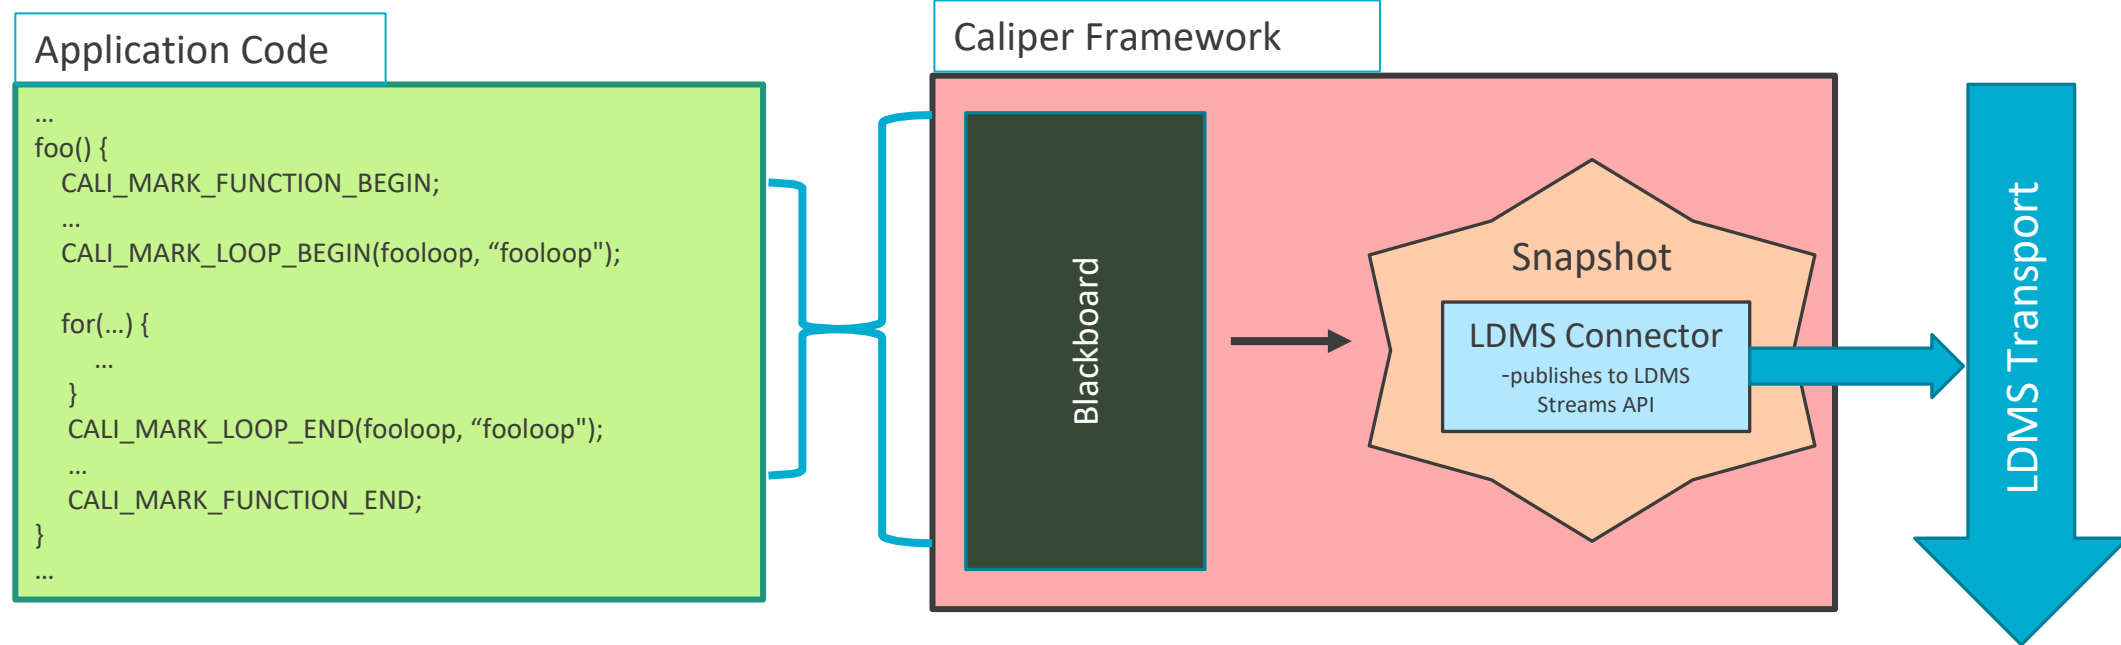 Application Code
…
foo() {
CALI_MARK_FUNCTION_BEGIN;
…
CALI_MARK_LOOP_BEGIN(fooloop, “fooloop");
for(…) {
…
}
CALI_MARK_LOOP_END(fooloop, “fooloop");
…
CALI_MARK_FUNCTION_END;
}
…
Caliper Framework
Blackboard
Snapshot
LDMS Connector
-publishes to LDMS
Streams API
LDMS Transport